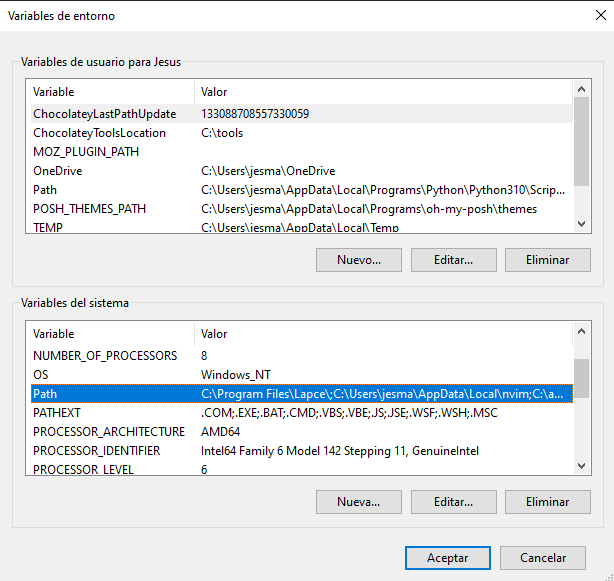 Variables de entorno
Variables de usuario para Jesus
Variable Valor
ChocolateyLastPathUpdate 133088708557330059
ChocolateyToolsLocation C:\tools
MOZ_PLUGIN_PATH
OneDrive C:\Users\jesma\OneDrive
Path C:\Users\jesma\AppData\Local\Programs\Python\Python310\Scrip...
POSH_THEMES_PATH C:\Users\jesma\AppData\Local\Programs\oh-my-posh\themes
TEMP C:\Users\jesma\AppData\Local\Temp
Nuevo... Editar... Eliminar
Variables del sistema
Variable Valor
NUMBER_OF_PROCESSORS 8
OS Windows_NT
Path C:\Program Files\Lapce\;C:\Users\jesma\AppData\Local\nvim;C:\a...
PATHEXT .COM;.EXE;.BAT;.CMD;.VBS;.VBE;.JS;.JSE;.WSF;.WSH;.MSC
PROCESSOR_ARCHITECTURE AMD64
PROCESSOR_IDENTIFIER Intel64 Family 6 Model 142 Stepping 11, GenuineIntel
PROCESSOR_LEVEL 6
Nueva... Editar... Eliminar
Aceptar Cancelar